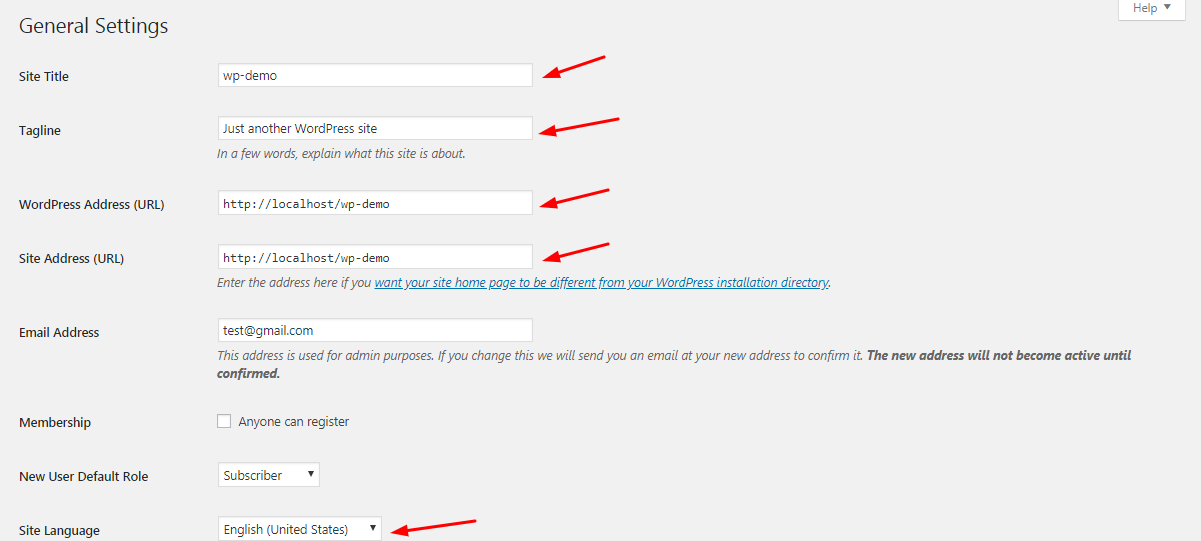 Help
General Settings
Site Title wp-demo
Tagline Just another WordPress site
In a few words, explain what this site is about.
WordPress Address (URL) http://localhost/wp-demo
Site Address (URL) http://localhost/wp-demo
Enter the address here if you want your site home page to be different from your WordPress installation directory.
Email Address test@gmail.com
This address is used for admin purposes. If you change this we will send you an email at your new address to confirm it. The new address will not become active until
confirmed.
Membership Anyone can register
New User Default Role Subscriber
Site Language English (United States)